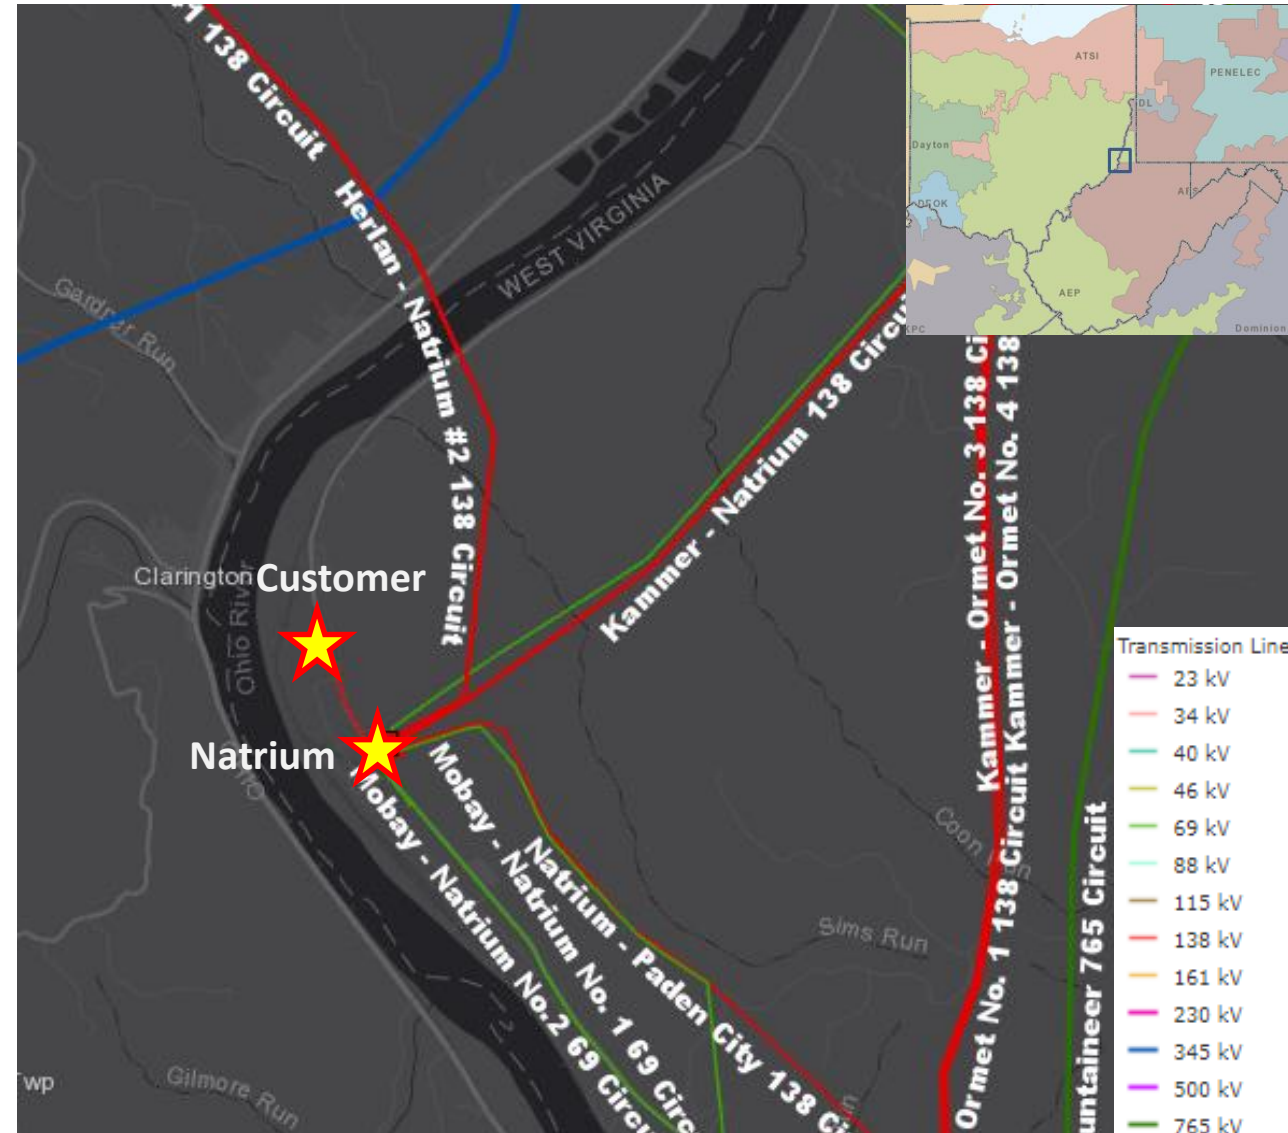 #1 138 Circuit
Herlan - Natrium #2 138 Circuit
WEST VIRGINIA
Gardner Run
Kammer - Natrium 138 Circui
Kammer - Ormet No. 3 138 Ci
Kammer - Ormet No. 4 138
Ormet No. 1 138 Circuit
untaineer 765 Circuit
Clarington
Customer
Ohio River
Natrium
Ohio
Mobay - Natrium No.2 69 Circu
Mobay - Natrium No. 1 69 Circ
Natrium - Paden City 138 Ci
Coon Run
Sims Run
Gilmore Run
Twp
ATSI
PENELEC
DL
Dayton
APS
DEOK
AEP
Dominion
Transmission Line
23 kV
34 kV
40 kV
46 kV
69 kV
88 kV
115 kV
138 kV
161 kV
230 kV
345 kV
500 kV
765 kV